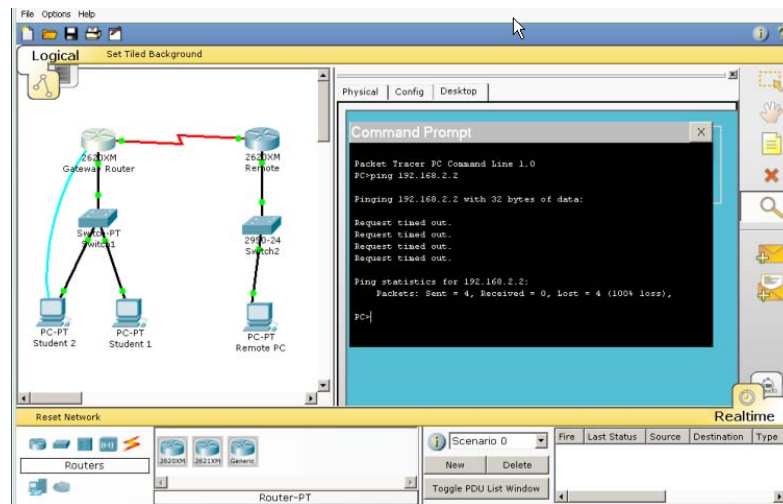 File Options Help
Logical Set Tiled Background
Physical Config Desktop
Command Prompt X
Packet Tracer PC Command Line 1.0
PC>ping 192.168.2.2
Pinging 192.168.2.2 with 32 bytes of data:
Request timed out.
Request timed out.
Request timed out.
Request timed out.
Ping statistics for 192.168.2.2:
Packets: Sent = 4, Received = 0, Lost = 4 (100% loss),
PC>
2620XM
Gateway Router
2620XM
Remote
Switch-PT
Switch1
2950-24
Switch2
PC-PT
Student 2
PC-PT
Student 1
PC-PT
Remote PC
Reset Network
Realtime
Routers
2620XM 2621XM Generic
Router-PT
Scenario 0
New Delete
Toggle PDU List Window
Fire Last Status Source Destination Type